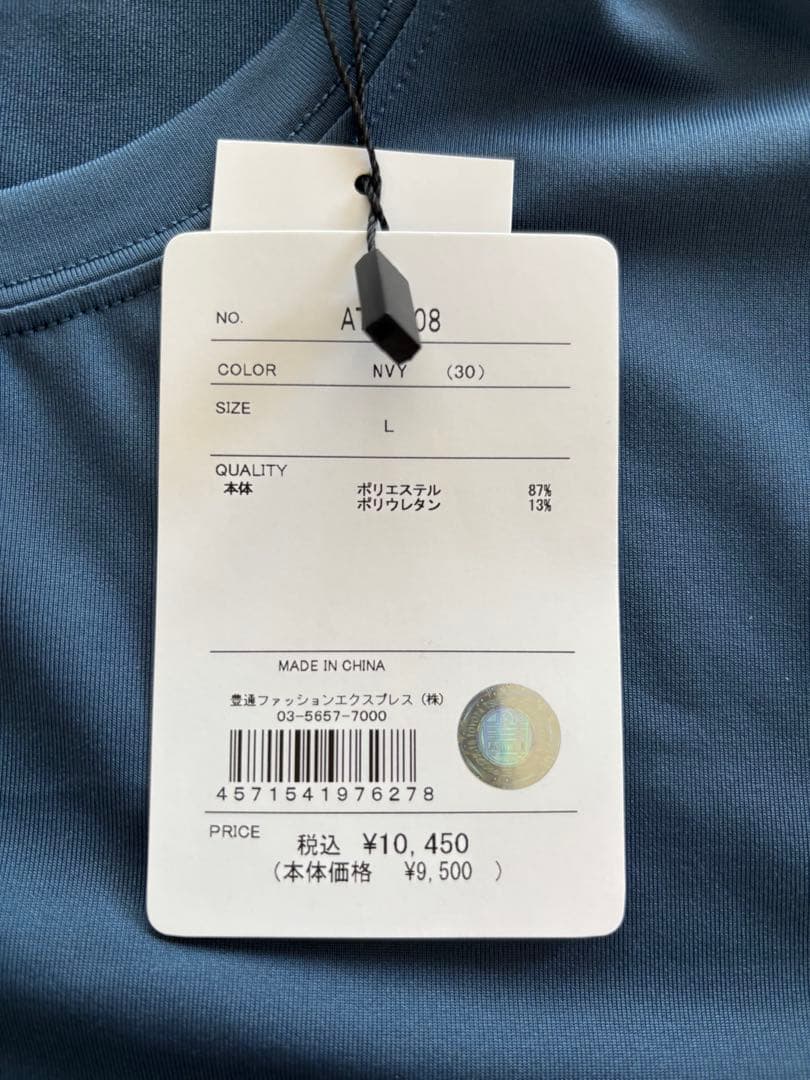 NO.
COLOR NVY (30)
SIZE
L
QUALITY
本体 ポリエステル 87%
ポリウレタン 13%
MADE IN CHINA
豊通ファッションエクスプレス(株)
03-5657-7000
4571541976278
PRICE 税込 ¥10,450
(本体価格 ¥9,500 )